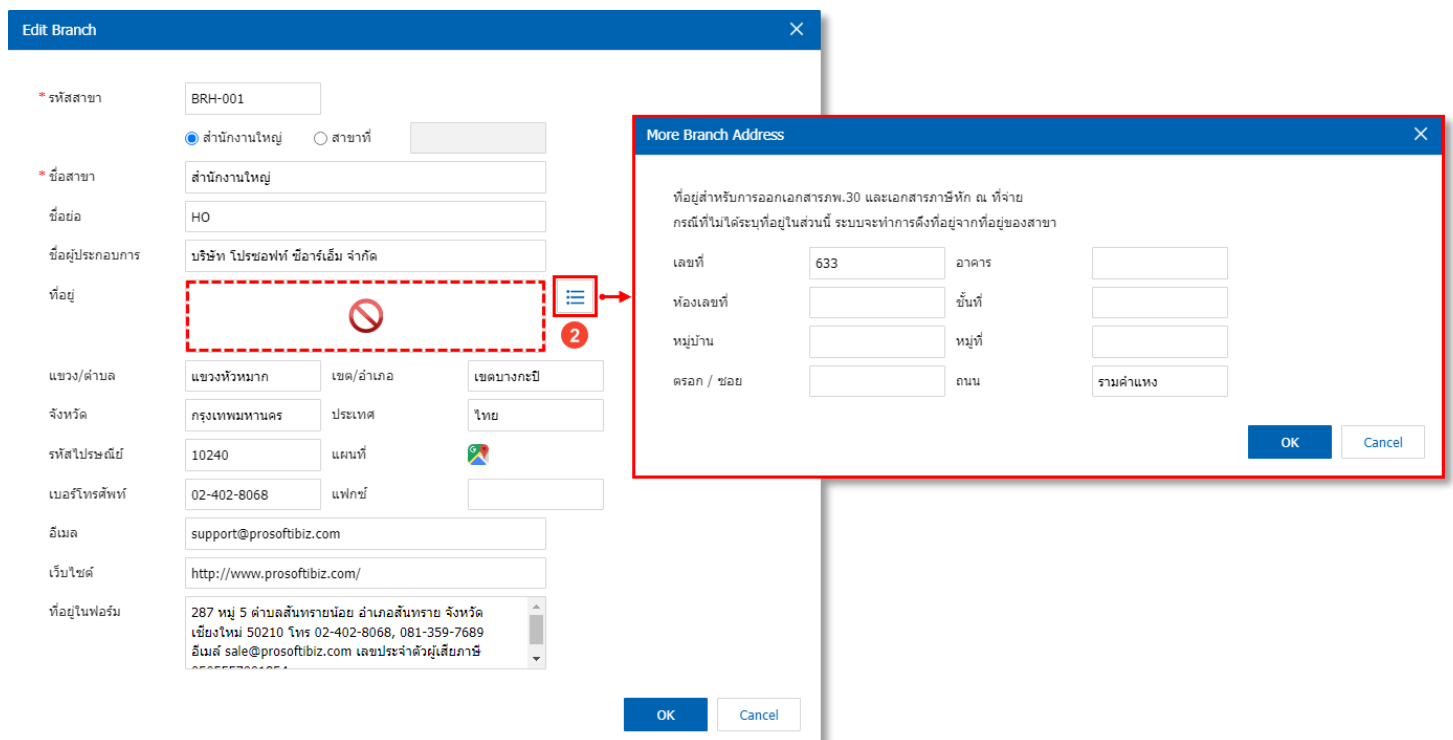 Edit Branch
* รหัสสาขา BRH-001
สำนักงานใหญ่ สาขาที่
* ชื่อสาขา สำนักงานใหญ่
ชื่อย่อ HO
ชื่อผู้ประกอบการ บริษัท โปรซอฟท์ ซีอาร์เอ็ม จำกัด
ที่อยู่
2
แขวง/ตำบล แขวงหัวหมาก เขต/อำเภอ เขตบางกะปิ
จังหวัด กรุงเทพมหานคร ประเทศ ไทย
รหัสไปรษณีย์ 10240 แผนที่
เบอร์โทรศัพท์ 02-402-8068 แฟกซ์
อีเมล support@prosoftibiz.com
เว็บไซต์ http://www.prosoftibiz.com/
ที่อยู่ในฟอร์ม 287 หมู่ 5 ตำบลสันทรายน้อย อำเภอสันทราย จังหวัด
เชียงใหม่ 50210 โทร 02-402-8068, 081-359-7689
อีเมล์ sale@prosoftibiz.com เลขประจำตัวผู้เสียภาษี
OK Cancel
More Branch Address
ที่อยู่สำหรับการออกเอกสารภพ.30 และเอกสารภาษีหัก ณ ที่จ่าย
กรณีที่ไม่ได้ระบุที่อยู่ในส่วนนี้ ระบบจะทำการดึงที่อยู่จากที่อยู่ของสาขา
เลขที่ 633 อาคาร
ห้องเลขที่ ชั้นที่
หมู่บ้าน หมู่ที่
ตรอก / ซอย ถนน รามคำแหง
OK Cancel